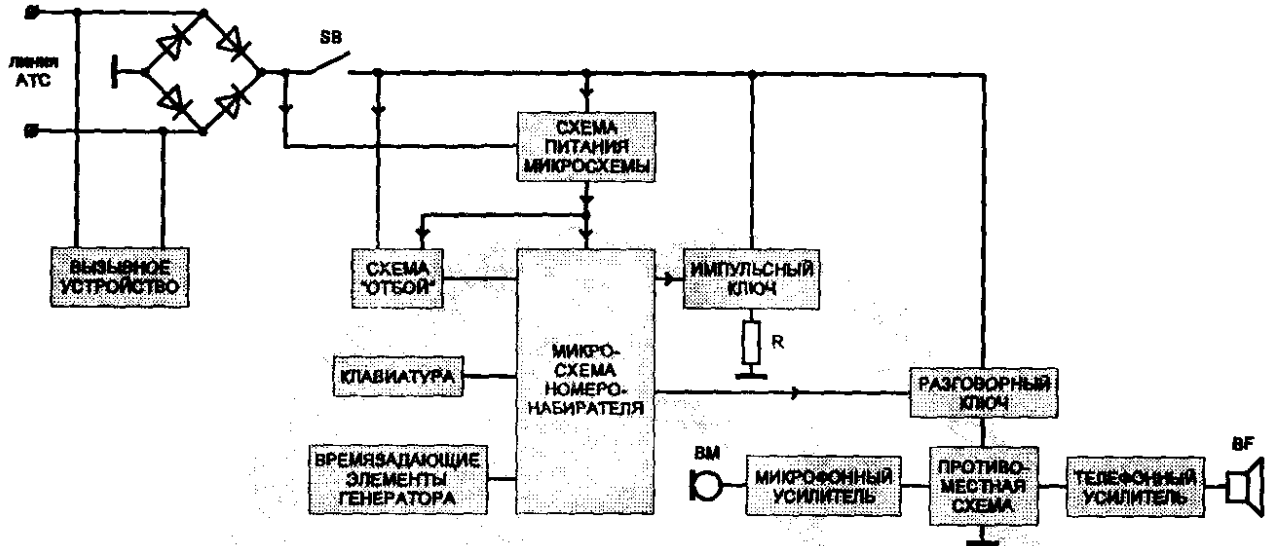 SB
линия
АТС
СХЕМА
ПИТАНИЯ
МИКРОСХЕМЫ
ВЫЗЫВНОЕ
УСТРОЙСТВО
СХЕМА
"ОТБОЙ"
ИМПУЛЬСНЫЙ
КЛЮЧ
R
МИКРО-
СХЕМА
НОМЕРО-
НАБИРАТЕЛЯ
КЛАВИАТУРА
РАЗГОВОРНЫЙ
КЛЮЧ
ВРЕМЯЗАДАЮЩИЕ
ЭЛЕМЕНТЫ
ГЕНЕРАТОРА
BM
МИКРОФОННЫЙ
УСИЛИТЕЛЬ
ПРОТИВО-
МЕСТНАЯ
СХЕМА
ТЕЛЕФОННЫЙ
УСИЛИТЕЛЬ
BF